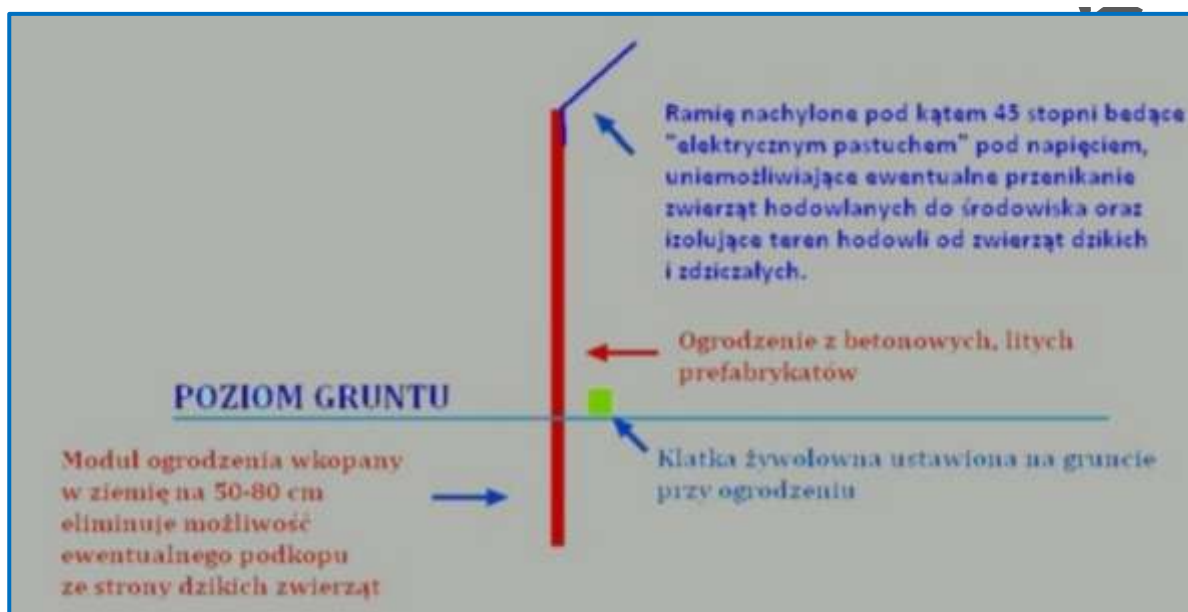 Ramię nachylone pod kątem 45 stopni bedące
"elektrycznym pastuchem" pod napięciem,
uniemożliwiające ewentualne przenikanie
zwierząt hodowlanych do środowiska oraz
izolujące teren hodowli od zwierząt dzikich
i zdziczałych.
Ogrodzenie z betonowych, litych
prefabrykatów
POZIOM GRUNTU
Klatka żywołowna ustawiona na gruncie
przy ogrodzeniu
Moduł ogrodzenia wkopany
w ziemię na 50-80 cm
eliminuje możliwość
ewentualnego podkopu
ze strony dzikich zwierząt